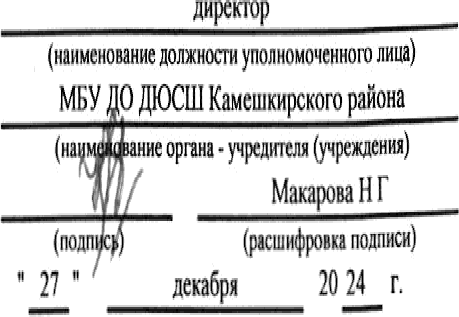 директор
(наименование должности уполномоченного лица)
МБУ ДО ДЮСШ Камешкирского района
(наименование органа - учредителя (учреждения)
Макарова Н Г
(подпись) (расшифровка подписи)
" 27 " декабря 20 24 г.